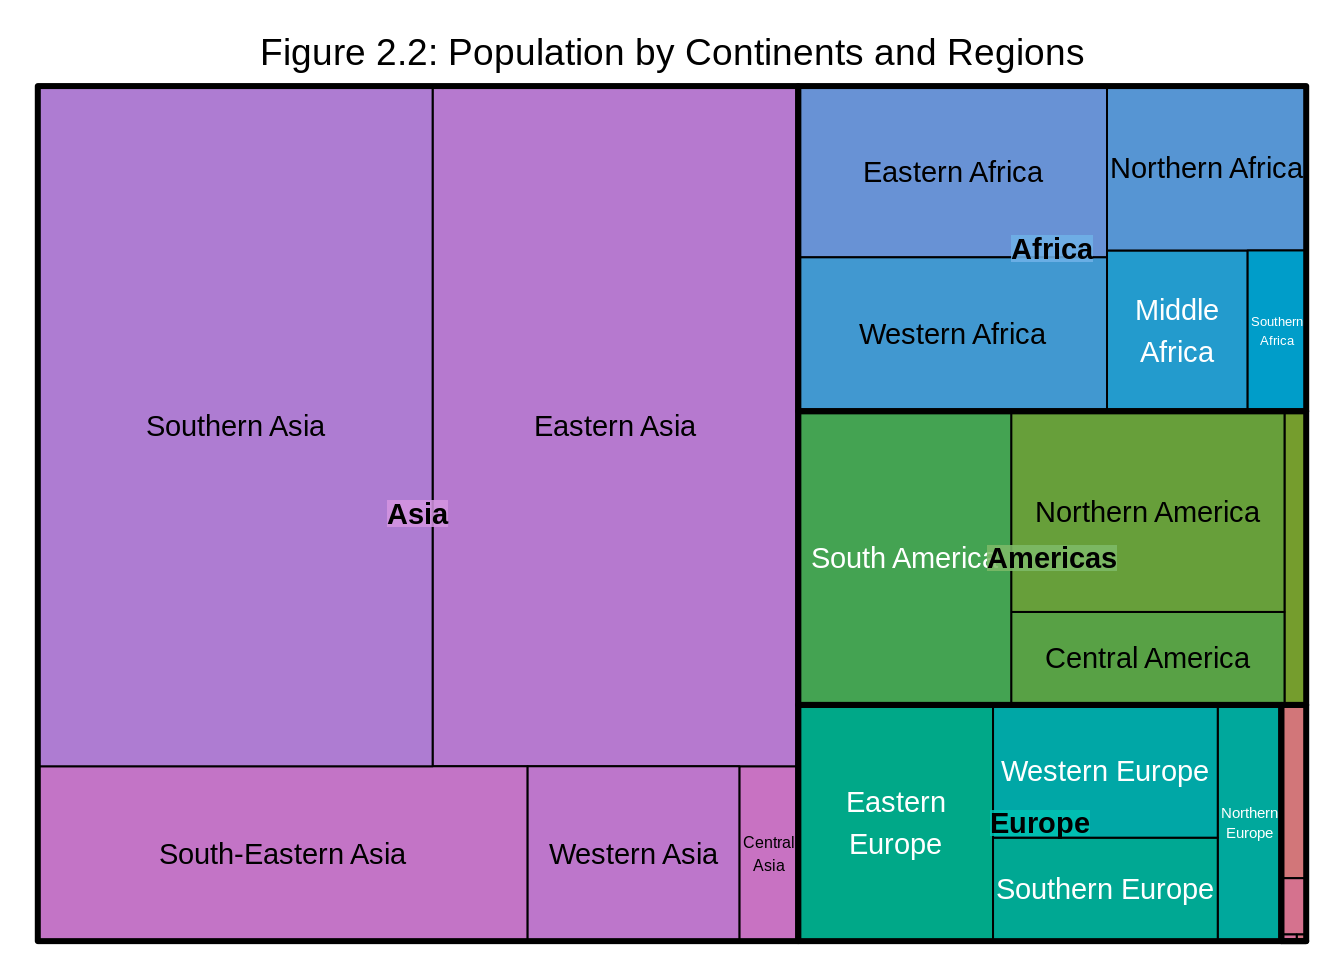 Figure 2.2: Population by Continents and Regions
Eastern Africa
Northern Africa
Africa
Middle
Africa
Southern
Africa
Western Africa
Southern Asia
Eastern Asia
Asia
South America
Americas
Northern America
Central America
Eastern
Europe
Western Europe
Europe
Northern
Europe
Southern Europe
South-Eastern Asia
Western Asia
Central
Asia